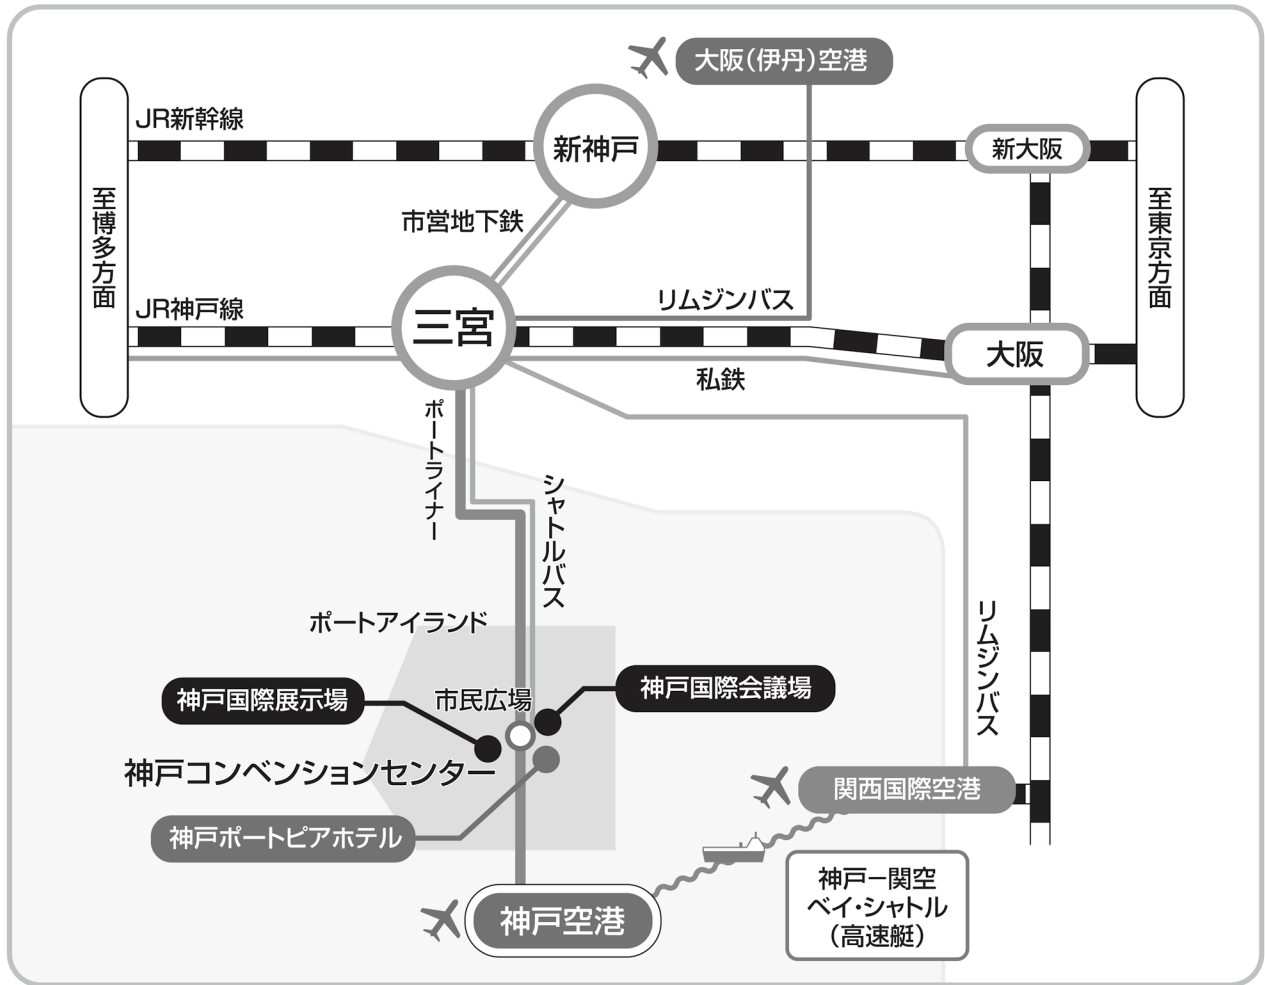 大阪(伊丹)空港
JR新幹線
新神戸
新大阪
至博多方面
至東京方面
市営地下鉄
JR神戸線
三宮
リムジンバス
大阪
私鉄
ポートライナー
シャトルバス
リムジンバス
ポートアイランド
神戸国際展示場
市民広場
神戸国際会議場
神戸コンベンションセンター
関西国際空港
神戸ポートピアホテル
神戸空港
神戸ー関空
ベイ・シャトル
(高速艇)